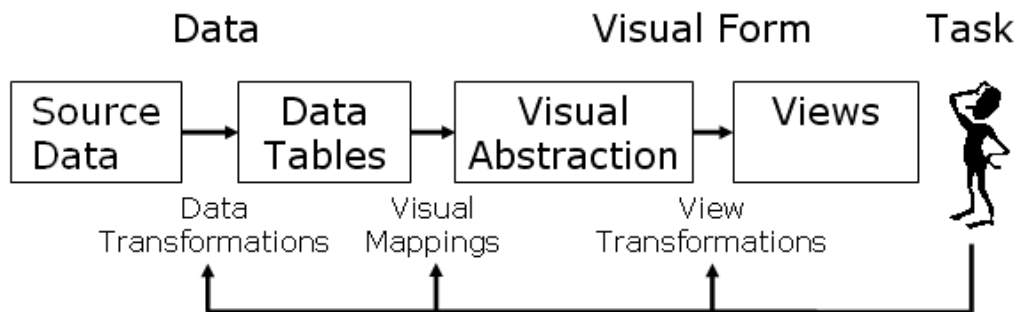 Data
Visual Form
Task
Source
Data
Data
Tables
Visual
Abstraction
Views
Data
Transformations
Visual
Mappings
View
Transformations